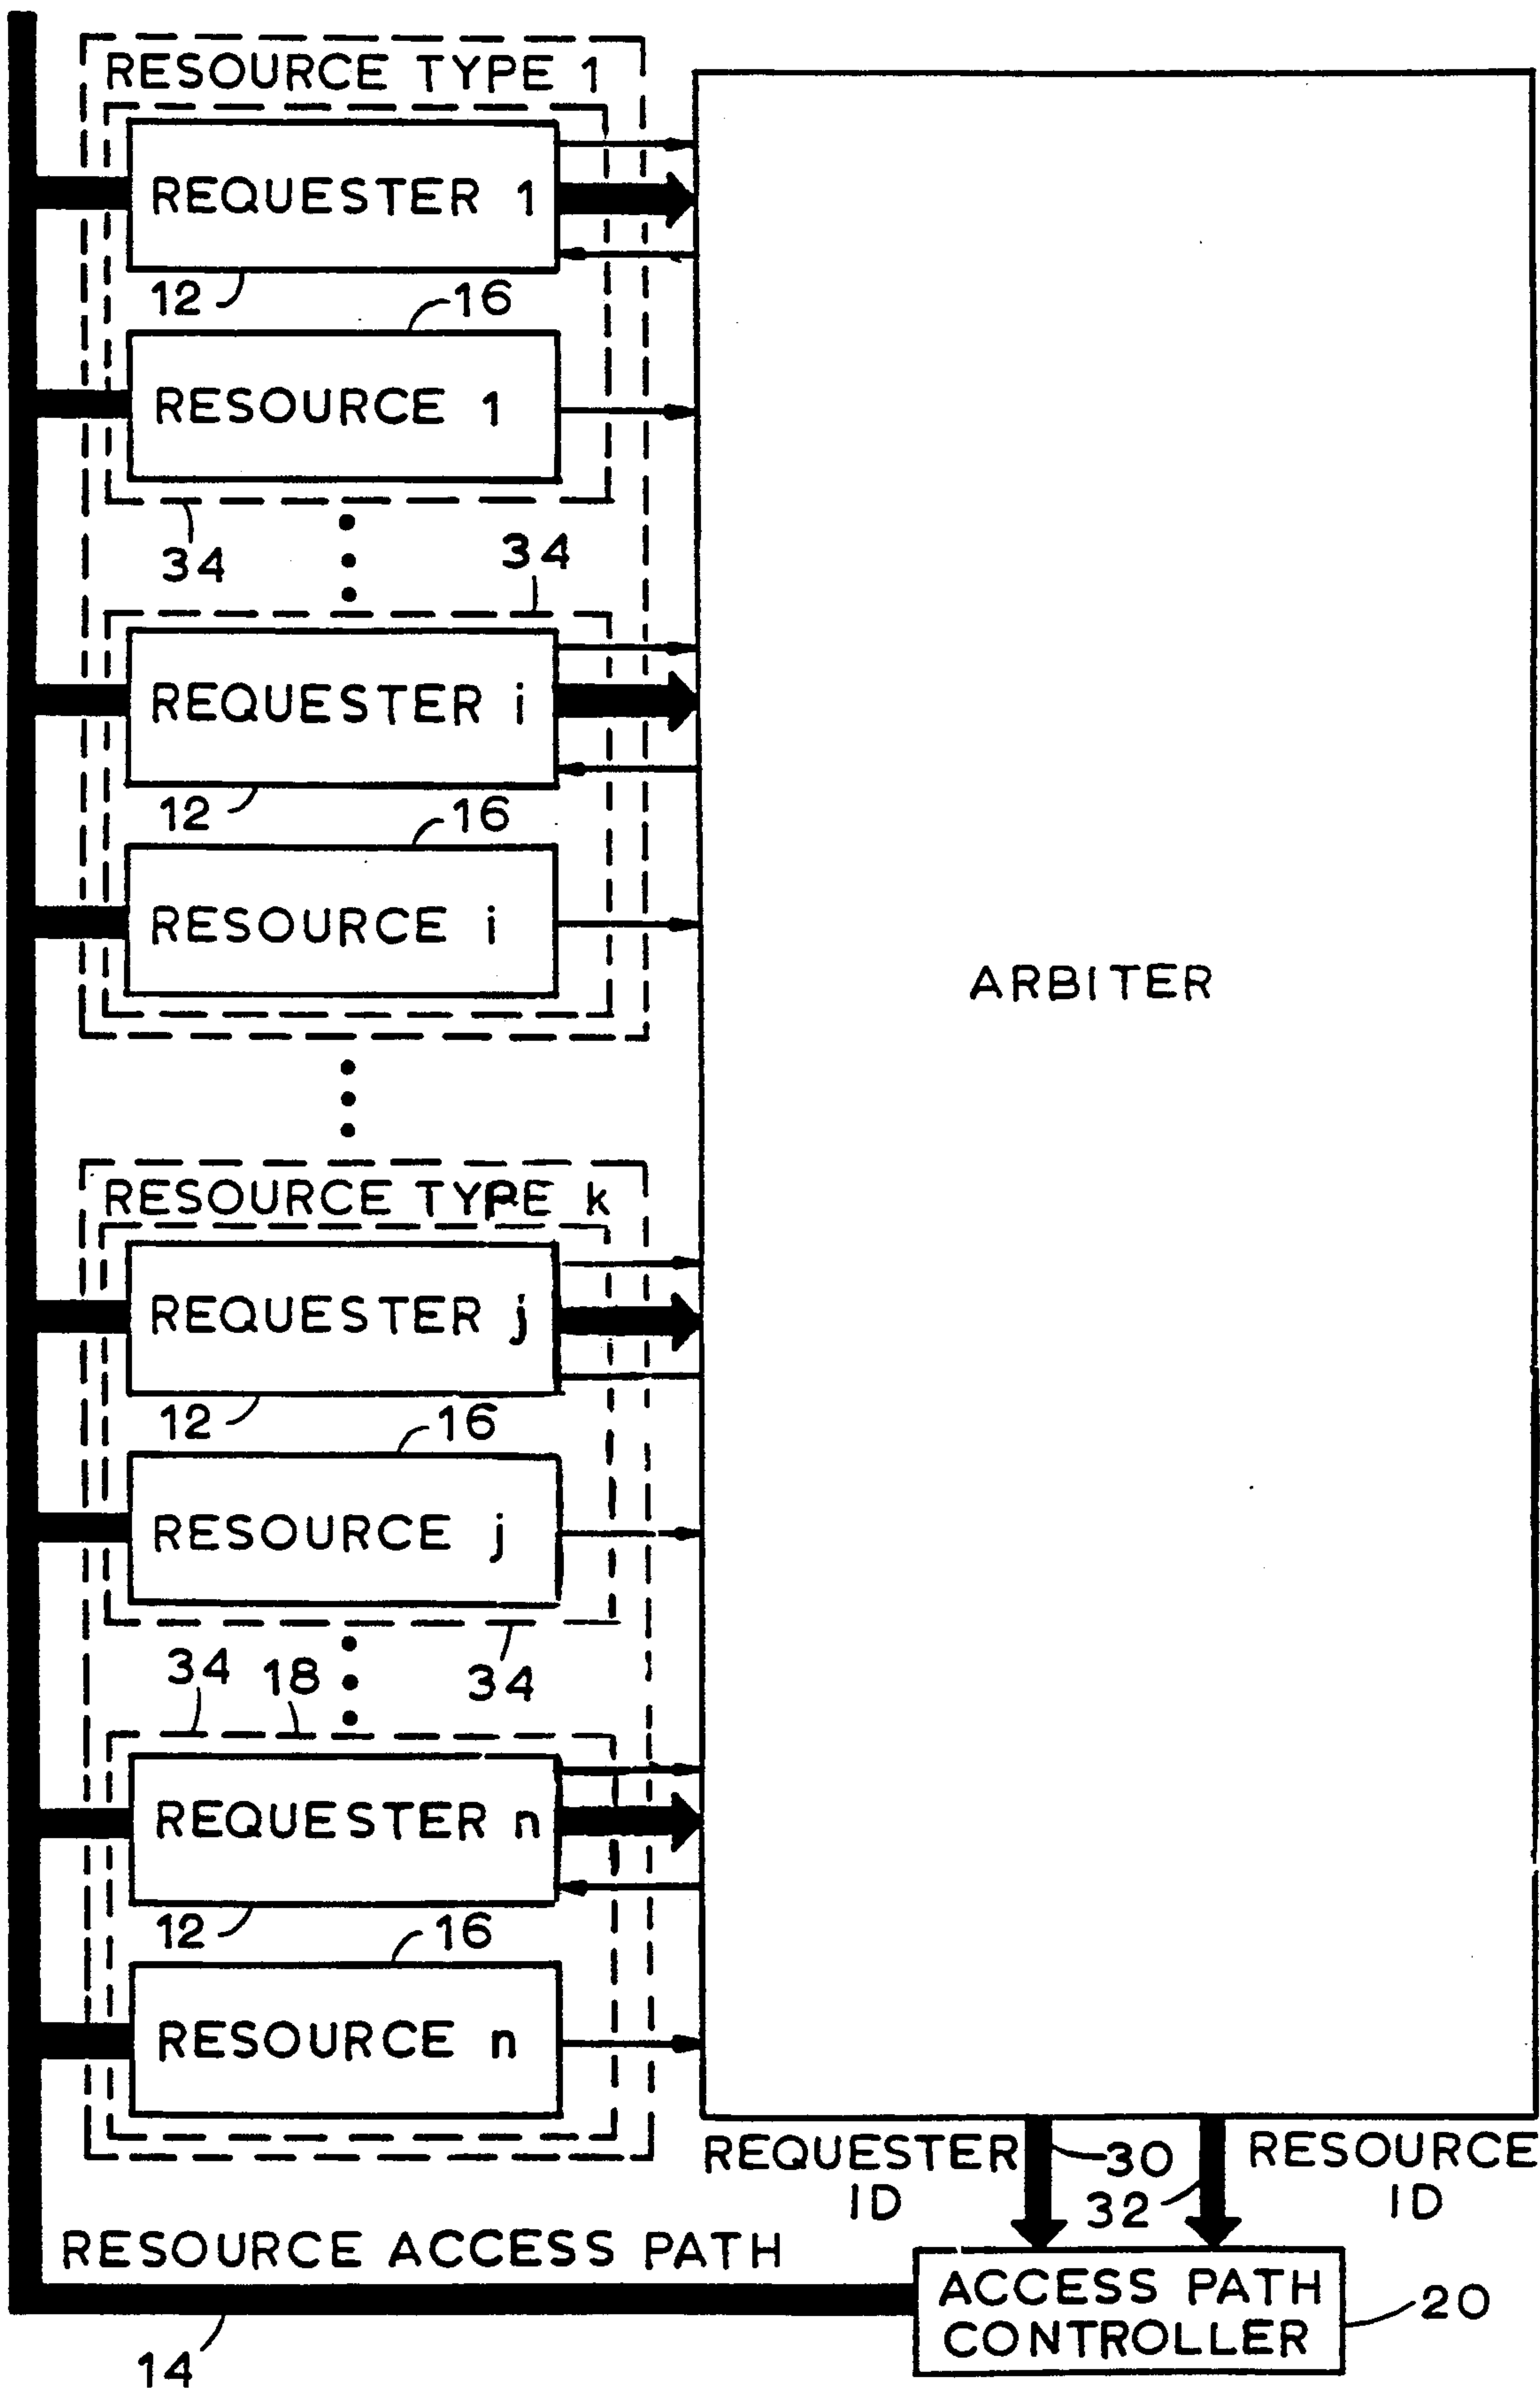 RESOURCE TYPE 1
REQUESTER 1
12
16
RESOURCE 1
34
34
REQUESTER i
12
16
RESOURCE i
ARBITER
RESOURCE TYPE k
REQUESTER j
12
16
RESOURCE j
34
18
34
REQUESTER n
12
16
RESOURCE n
REQUESTER
ID
30
32
RESOURCE
ID
RESOURCE ACCESS PATH
ACCESS PATH
CONTROLLER
20
14